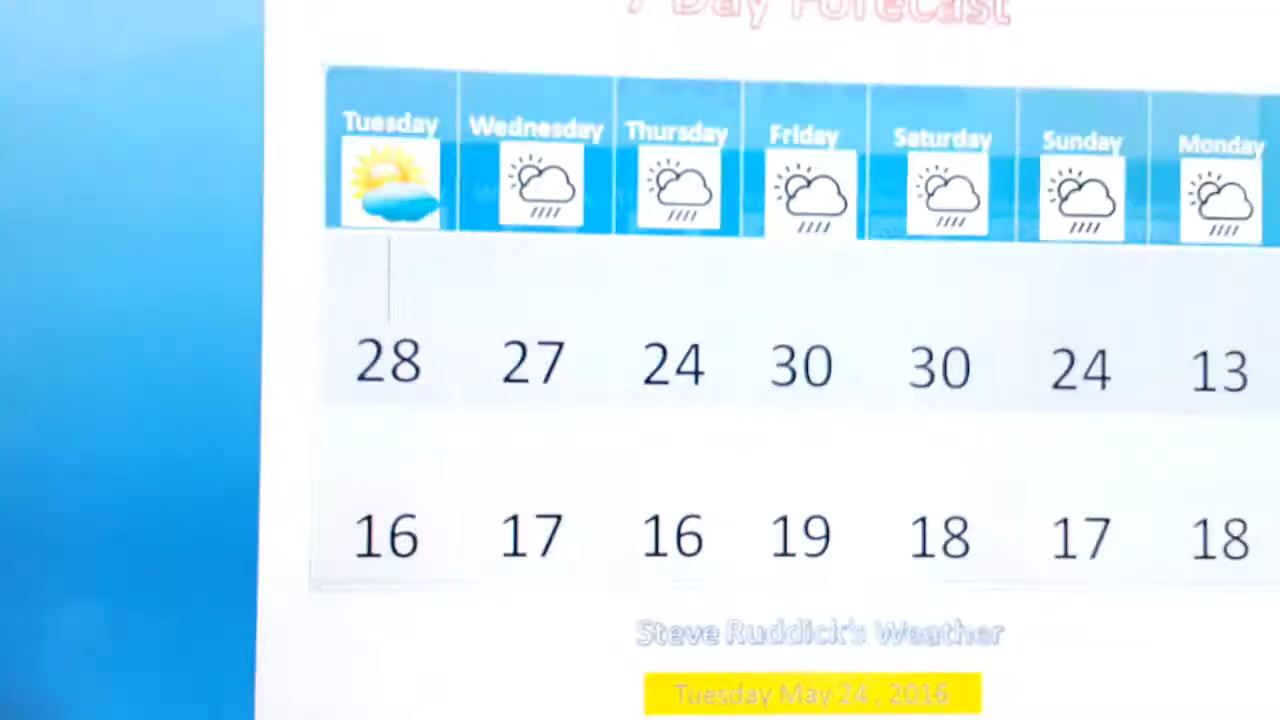 7 Day Forecast
Tuesday Wednesday Thursday Friday Saturday Sunday Monday
28 27 24 30 30 24 13
16 17 16 19 18 17 18
Steve Ruddick's Weather
Tuesday May 24, 2016